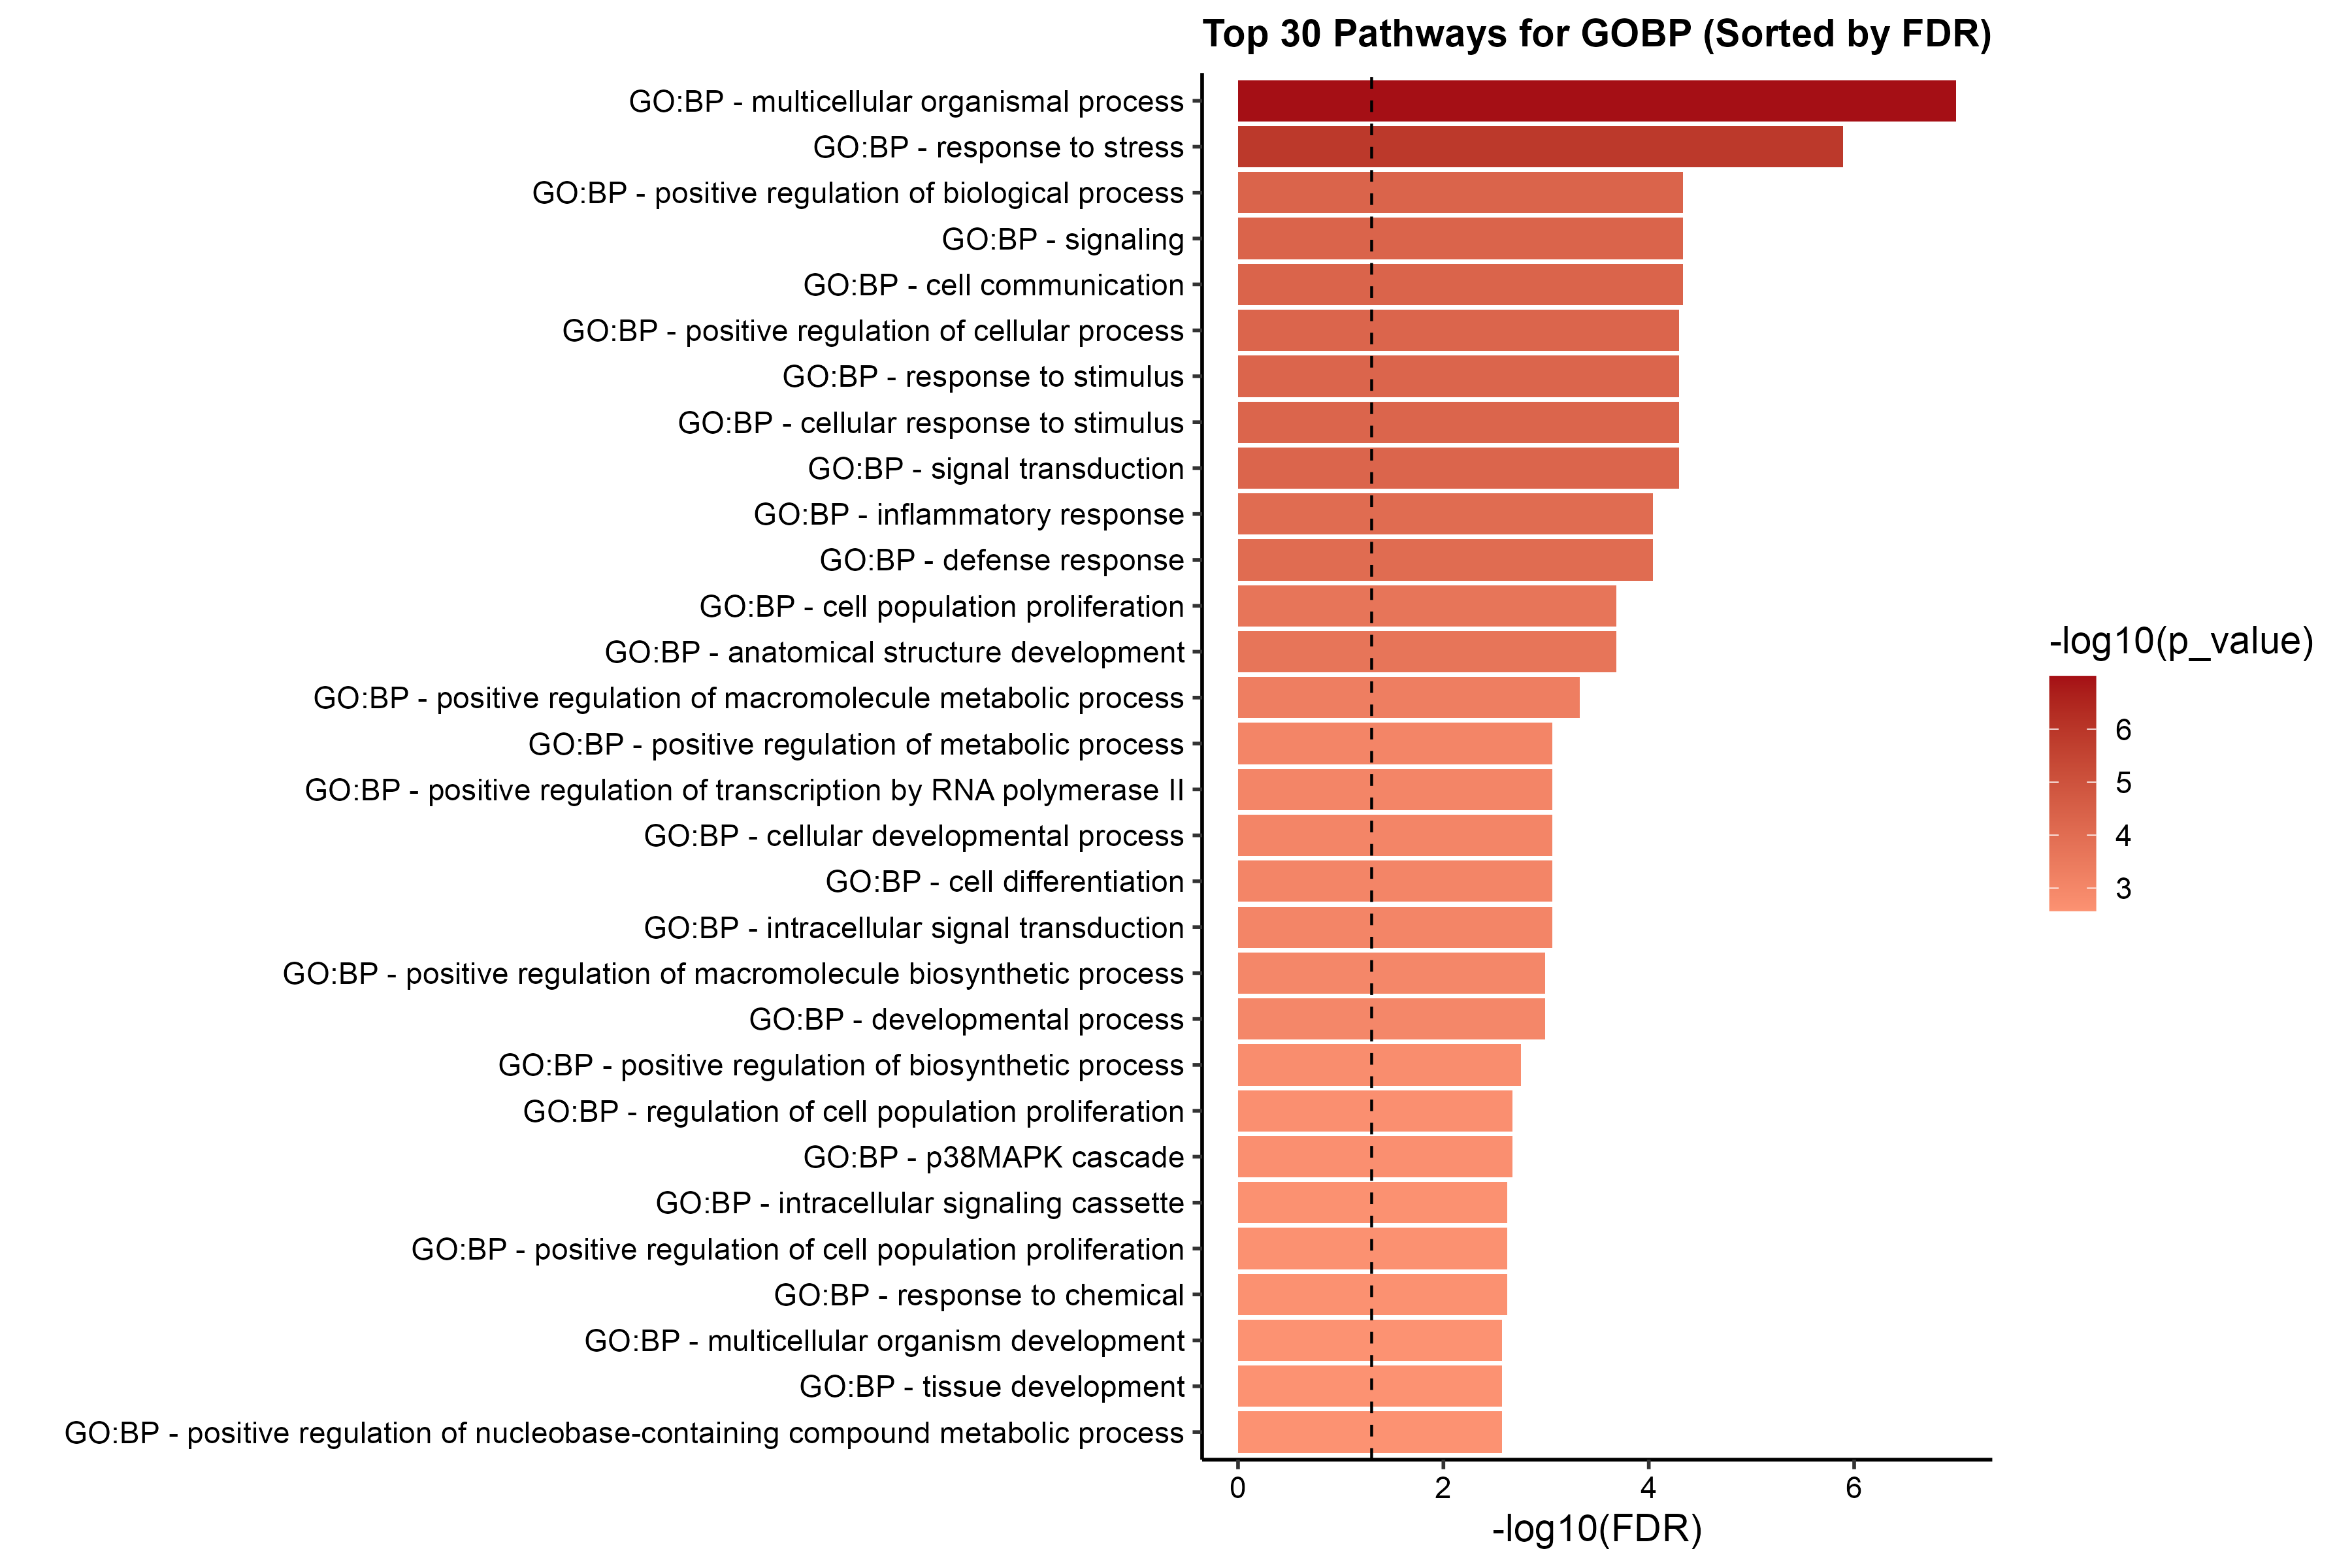 Top 30 Pathways for GOBP (Sorted by FDR)
GO:BP - multicellular organismal process
GO:BP - response to stress
GO:BP - positive regulation of biological process
GO:BP - signaling
GO:BP - cell communication
GO:BP - positive regulation of cellular process
GO:BP - response to stimulus
GO:BP - cellular response to stimulus
GO:BP - signal transduction
GO:BP - inflammatory response
GO:BP - defense response
GO:BP - cell population proliferation
GO:BP - anatomical structure development
GO:BP - positive regulation of macromolecule metabolic process
GO:BP - positive regulation of metabolic process
GO:BP - positive regulation of transcription by RNA polymerase II
GO:BP - cellular developmental process
GO:BP - cell differentiation
GO:BP - intracellular signal transduction
GO:BP - positive regulation of macromolecule biosynthetic process
GO:BP - developmental process
GO:BP - positive regulation of biosynthetic process
GO:BP - regulation of cell population proliferation
GO:BP - p38MAPK cascade
GO:BP - intracellular signaling cassette
GO:BP - positive regulation of cell population proliferation
GO:BP - response to chemical
GO:BP - multicellular organism development
GO:BP - tissue development
GO:BP - positive regulation of nucleobase-containing compound metabolic process
0 2 4 6
-log10(FDR)
-log10(p_value)
6
5
4
3